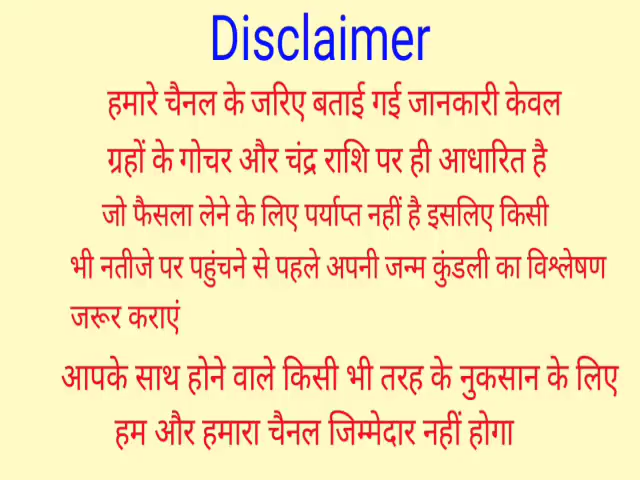 Disclaimer
हमारे चैनल के जरिए बताई गई जानकारी केवल
ग्रहों के गोचर और चंद्र राशि पर ही आधारित है
जो फैसला लेने के लिए पर्याप्त नहीं है इसलिए किसी
भी नतीजे पर पहुंचने से पहले अपनी जन्म कुंडली का विश्लेषण
जरूर कराएं
आपके साथ होने वाले किसी भी तरह के नुकसान के लिए
हम और हमारा चैनल जिम्मेदार नहीं होगा